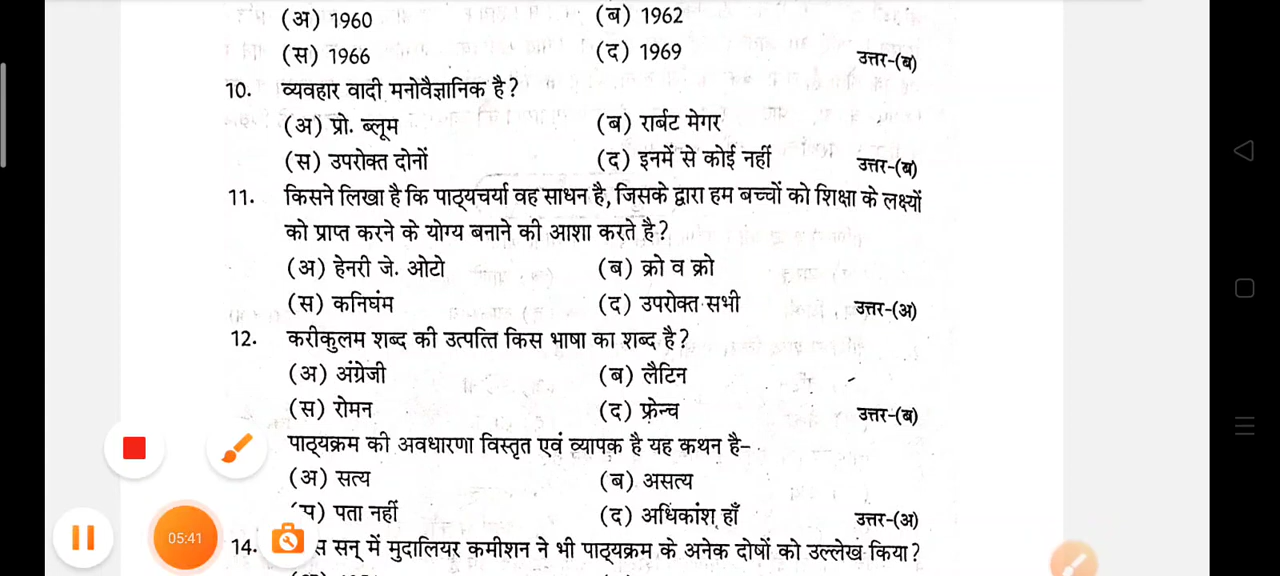 (अ) 1960 (ब) 1962
(स) 1966 (द) 1969 उत्तर-(ब)
10. व्यवहार वादी मनोवैज्ञानिक है?
(अ) प्रो. ब्लूम (ब) रार्बट मेगर
(स) उपरोक्त दोनों (द) इनमें से कोई नहीं उत्तर-(ब)
11. किसने लिखा है कि पाठ्यचर्या वह साधन है, जिसके द्वारा हम बच्चों को शिक्षा के लक्ष्यों
को प्राप्त करने के योग्य बनाने की आशा करते है?
(अ) हेनरी जे. ओटो (ब) क्रो व क्रो
(स) कनिघंम (द) उपरोक्त सभी उत्तर-(अ)
12. करीकुलम शब्द की उत्पत्ति किस भाषा का शब्द है?
(अ) अंग्रेजी (ब) लैटिन
(स) रोमन (द) फ्रेन्च उत्तर-(ब)
पाठ्यक्रम की अवधारणा विस्तृत एवं व्यापक है यह कथन है-
(अ) सत्य (ब) असत्य
पता नहीं (द) अधिकांश हाँ उत्तर-(अ)
14. सन् में मुदालियर कमीशन ने भी पाठ्यक्रम के अनेक दोषों को उल्लेख किया?
05:41